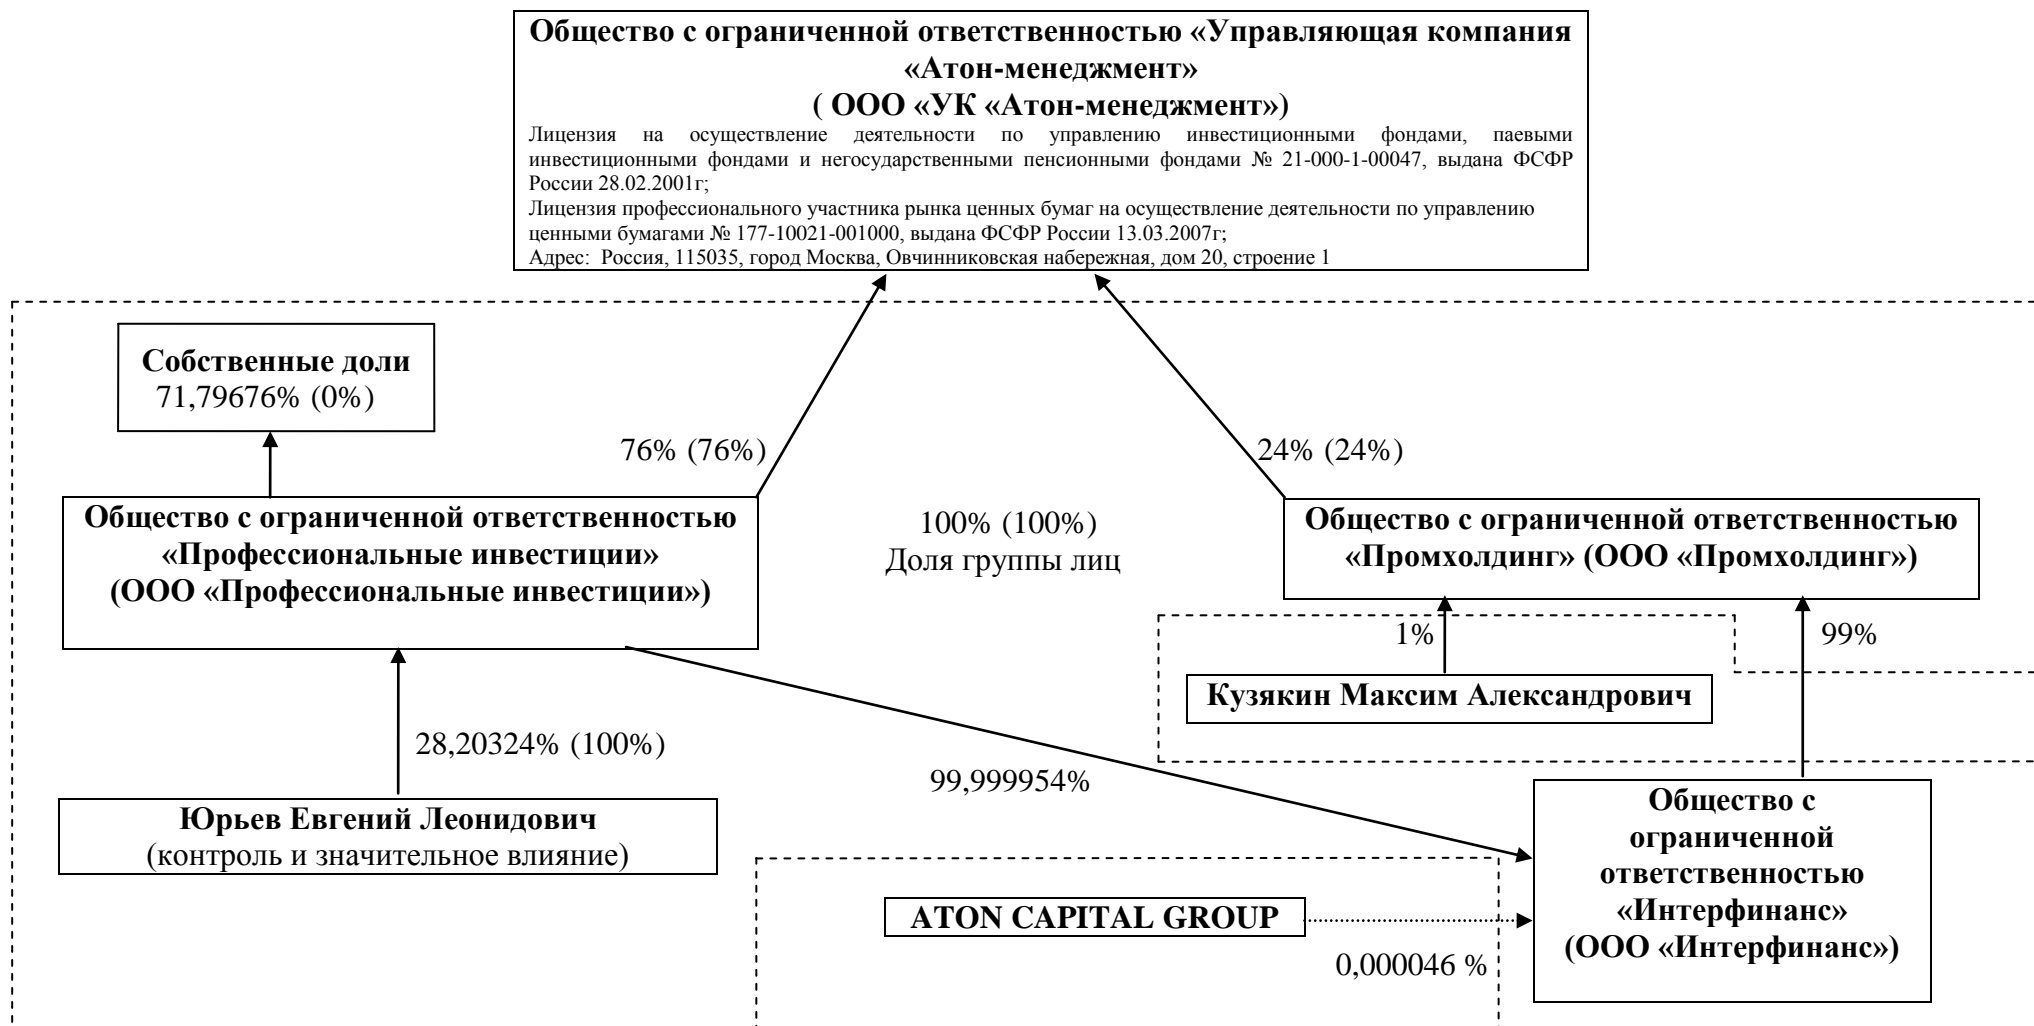 Общество с ограниченной ответственностью «Управляющая компания
«Атон-менеджмент»
( ООО «УК «Атон-менеджмент»)
Лицензия на осуществление деятельности по управлению инвестиционными фондами, паевыми
инвестиционными фондами и негосударственными пенсионными фондами № 21-000-1-00047, выдана ФСФР
России 28.02.2001г;
Лицензия профессионального участника рынка ценных бумаг на осуществление деятельности по управлению
ценными бумагами № 177-10021-001000, выдана ФСФР России 13.03.2007г;
Адрес: Россия, 115035, город Москва, Овчинниковская набережная, дом 20, строение 1
Собственные доли
71,79676% (0%)
76% (76%)
24% (24%)
Общество с ограниченной ответственностью
«Профессиональные инвестиции»
(ООО «Профессиональные инвестиции»)
100% (100%)
Доля группы лиц
Общество с ограниченной ответственностью
«Промхолдинг» (ООО «Промхолдинг»)
1%
99%
Кузякин Максим Александрович
28,20324% (100%)
99,999954%
Юрьев Евгений Леонидович
(контроль и значительное влияние)
Общество с
ограниченной
ответственностью
«Интерфинанс»
(ООО «Интерфинанс»)
ATON CAPITAL GROUP
0,000046 %